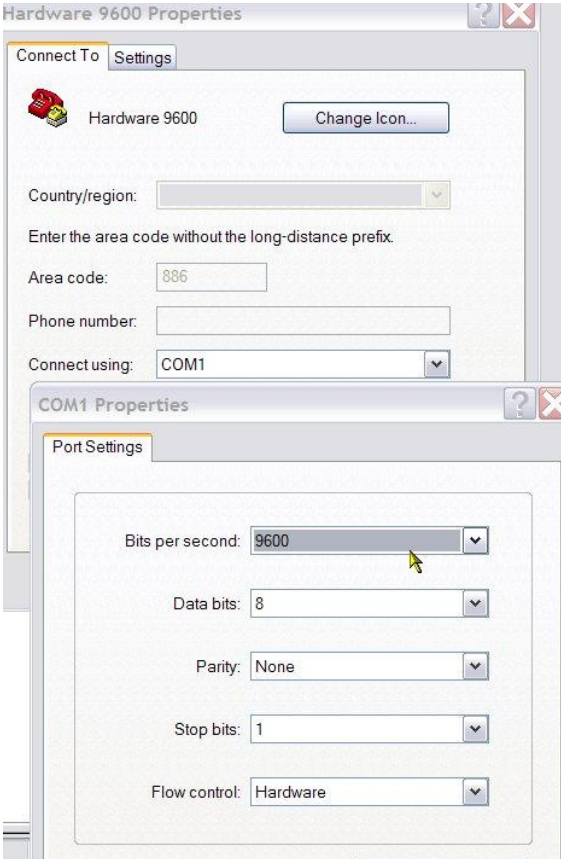 Hardware 9600 Properties
Connect To Settings
Hardware 9600 Change Icon...
Country/region:
Enter the area code without the long-distance prefix.
Area code: 886
Phone number:
Connect using: COM1
COM1 Properties
Port Settings
Bits per second: 9600
Data bits: 8
Parity: None
Stop bits: 1
Flow control: Hardware